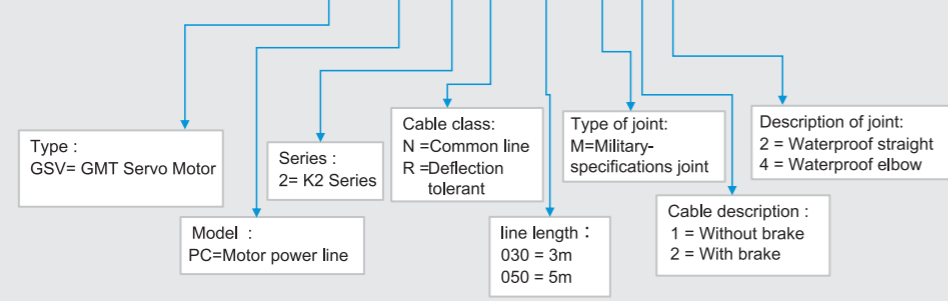 Type :
GSV= GMT Servo Motor
Model :
PC=Motor power line
Series :
2= K2 Series
Cable class:
N =Common line
R =Deflection
tolerant
line length：
030 = 3m
050 = 5m
Type of joint:
M=Military-
specifications joint
Cable description :
1 = Without brake
2 = With brake
Description of joint:
2 = Waterproof straight
4 = Waterproof elbow